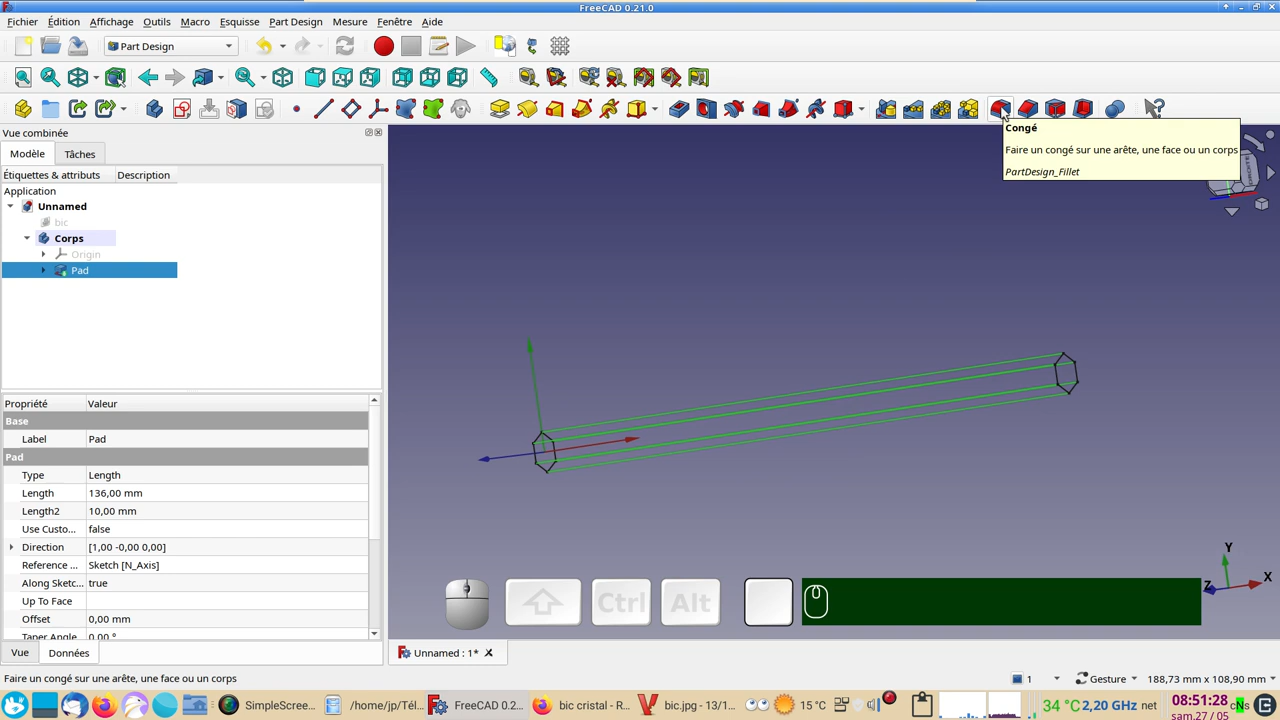 FreeCAD 0.21.0
Fichier Édition Affichage Outils Macro Esquisse Part Design Mesure Fenêtre Aide
Part Design
Vue combinée
Modèle Tâches
Congé
Faire un congé sur une arête, une face ou un corps
PartDesign_Fillet
Étiquettes & attributs Description
Application
Unnamed
bic
Corps
Origin
Pad
Propriété Valeur
Base
Label Pad
Pad
Type Length
Length 136,00 mm
Length2 10,00 mm
Use Custo... false
Direction [1,00 -0,00 0,00]
Reference ... Sketch [N_Axis]
Along Sketc... true
Up To Face
Offset 0,00 mm
Taper Angle 0,00 °
Y
X
Z
Ctrl Alt
Vue Données
Unnamed : 1*
Faire un congé sur une arête, une face ou un corps
1 Gesture 188,73 mm x 108,90 mm
SimpleScree... /home/jp/Tél... FreeCAD 0.2... bic cristal - R... bic.jpg - 13/1... 15 °C 34 °C 2,20 GHz net 08:51:28
sam.27 / 05